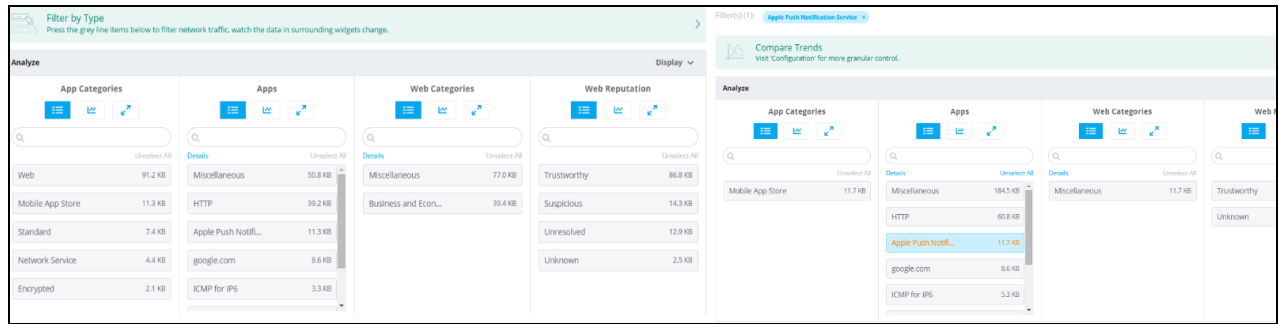 Filter by Type
Press the grey line items below to filter network traffic, watch the data in surrounding widgets change.
Analyze
Display
App Categories
Unselect All
Web 91.2 KB
Mobile App Store 11.3 KB
Standard 7.4 KB
Network Service 4.4 KB
Encrypted 2.1 KB
Apps
Details Unselect All
Miscellaneous 50.8 KB
HTTP 39.2 KB
Apple Push Notifi... 11.3 KB
google.com 8.6 KB
ICMP for IP6 3.3 KB
Web Categories
Details Unselect All
Miscellaneous 77.0 KB
Business and Econ... 39.4 KB
Web Reputation
Unselect All
Trustworthy 86.8 KB
Suspicious 14.3 KB
Unresolved 12.9 KB
Unknown 2.5 KB
Filter(s) (1): Apple Push Notification Service ×
Compare Trends
Visit 'Configuration' for more granular control.
Analyze
App Categories
Unselect All
Mobile App Store 11.7 KB
Apps
Details Unselect All
Miscellaneous 184.5 KB
HTTP 60.8 KB
Apple Push Notifi... 11.7 KB
google.com 8.6 KB
ICMP for IP6 5.3 KB
Web Categories
Details Unselect All
Miscellaneous 11.7 KB
Web
Trustworthy
Unknown